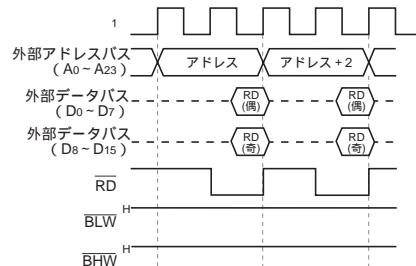 1
外部アドレスバス アドレス アドレス+2
( A0 ~ A23 )
外部データバス RD (偶) RD (偶)
( D0 ~ D7 )
外部データバス RD (奇) RD (奇)
( D8 ~ D15 )
RD
H
BLW
H
BHW